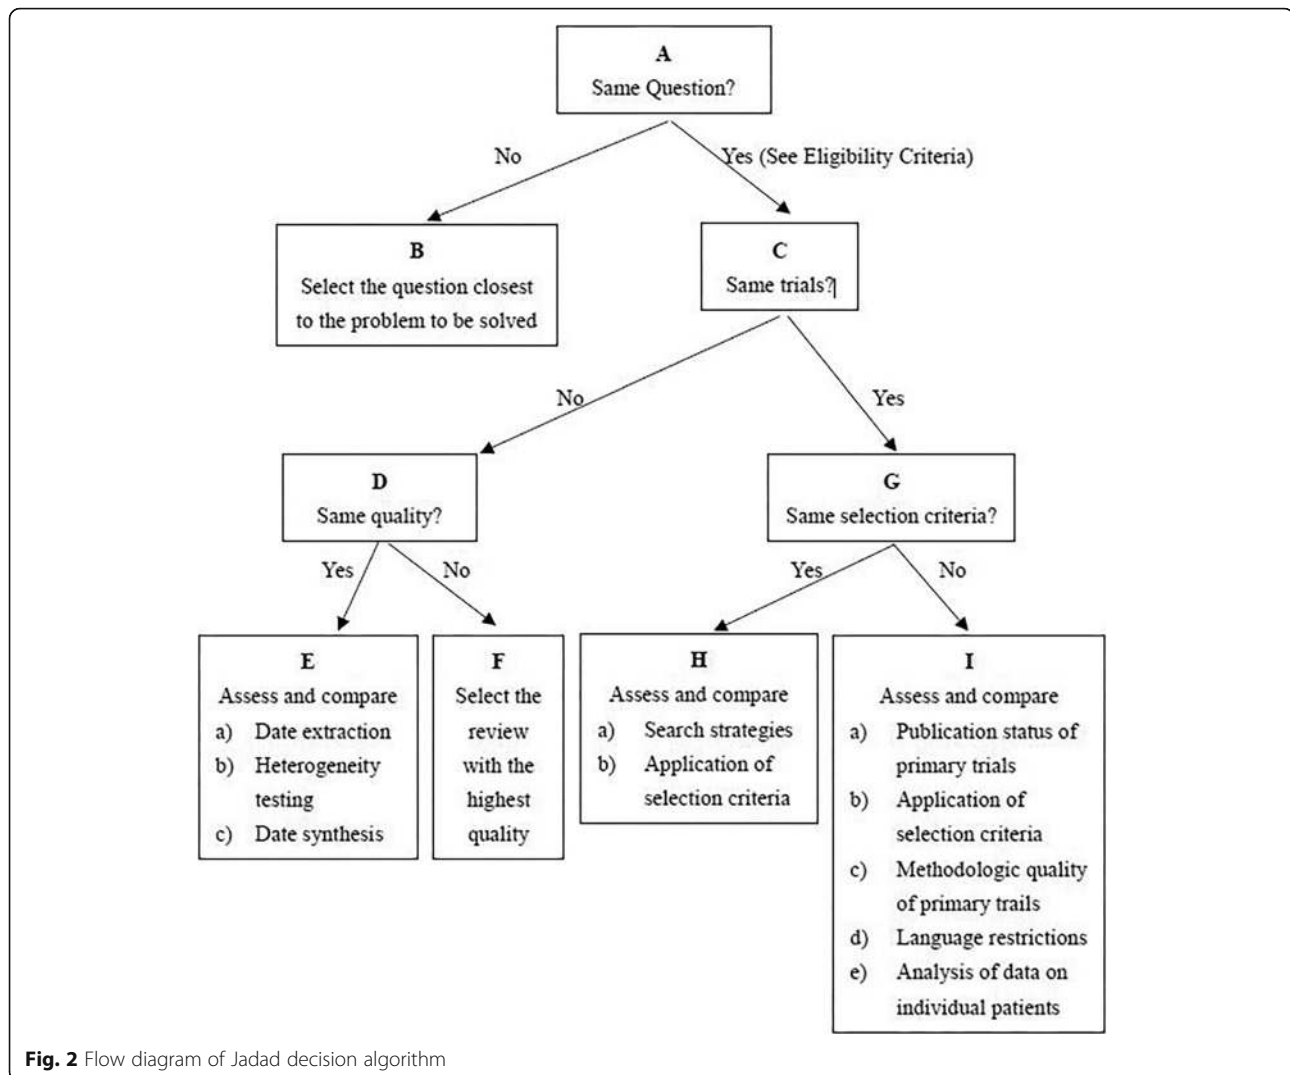 A
Same Question?
No
Yes (See Eligibility Criteria)
B
Select the question closest
to the problem to be solved
C
Same trials?
No
Yes
D
Same quality?
G
Same selection criteria?
Yes
No
Yes
No
E
Assess and compare
a) Date extraction
b) Heterogeneity
testing
c) Date synthesis
F
Select the
review
with the
highest
quality
H
Assess and compare
a) Search strategies
b) Application of
selection criteria
I
Assess and compare
a) Publication status of
primary trials
b) Application of
selection criteria
c) Methodologic quality
of primary trails
d) Language restrictions
e) Analysis of data on
individual patients
Fig. 2 Flow diagram of Jadad decision algorithm